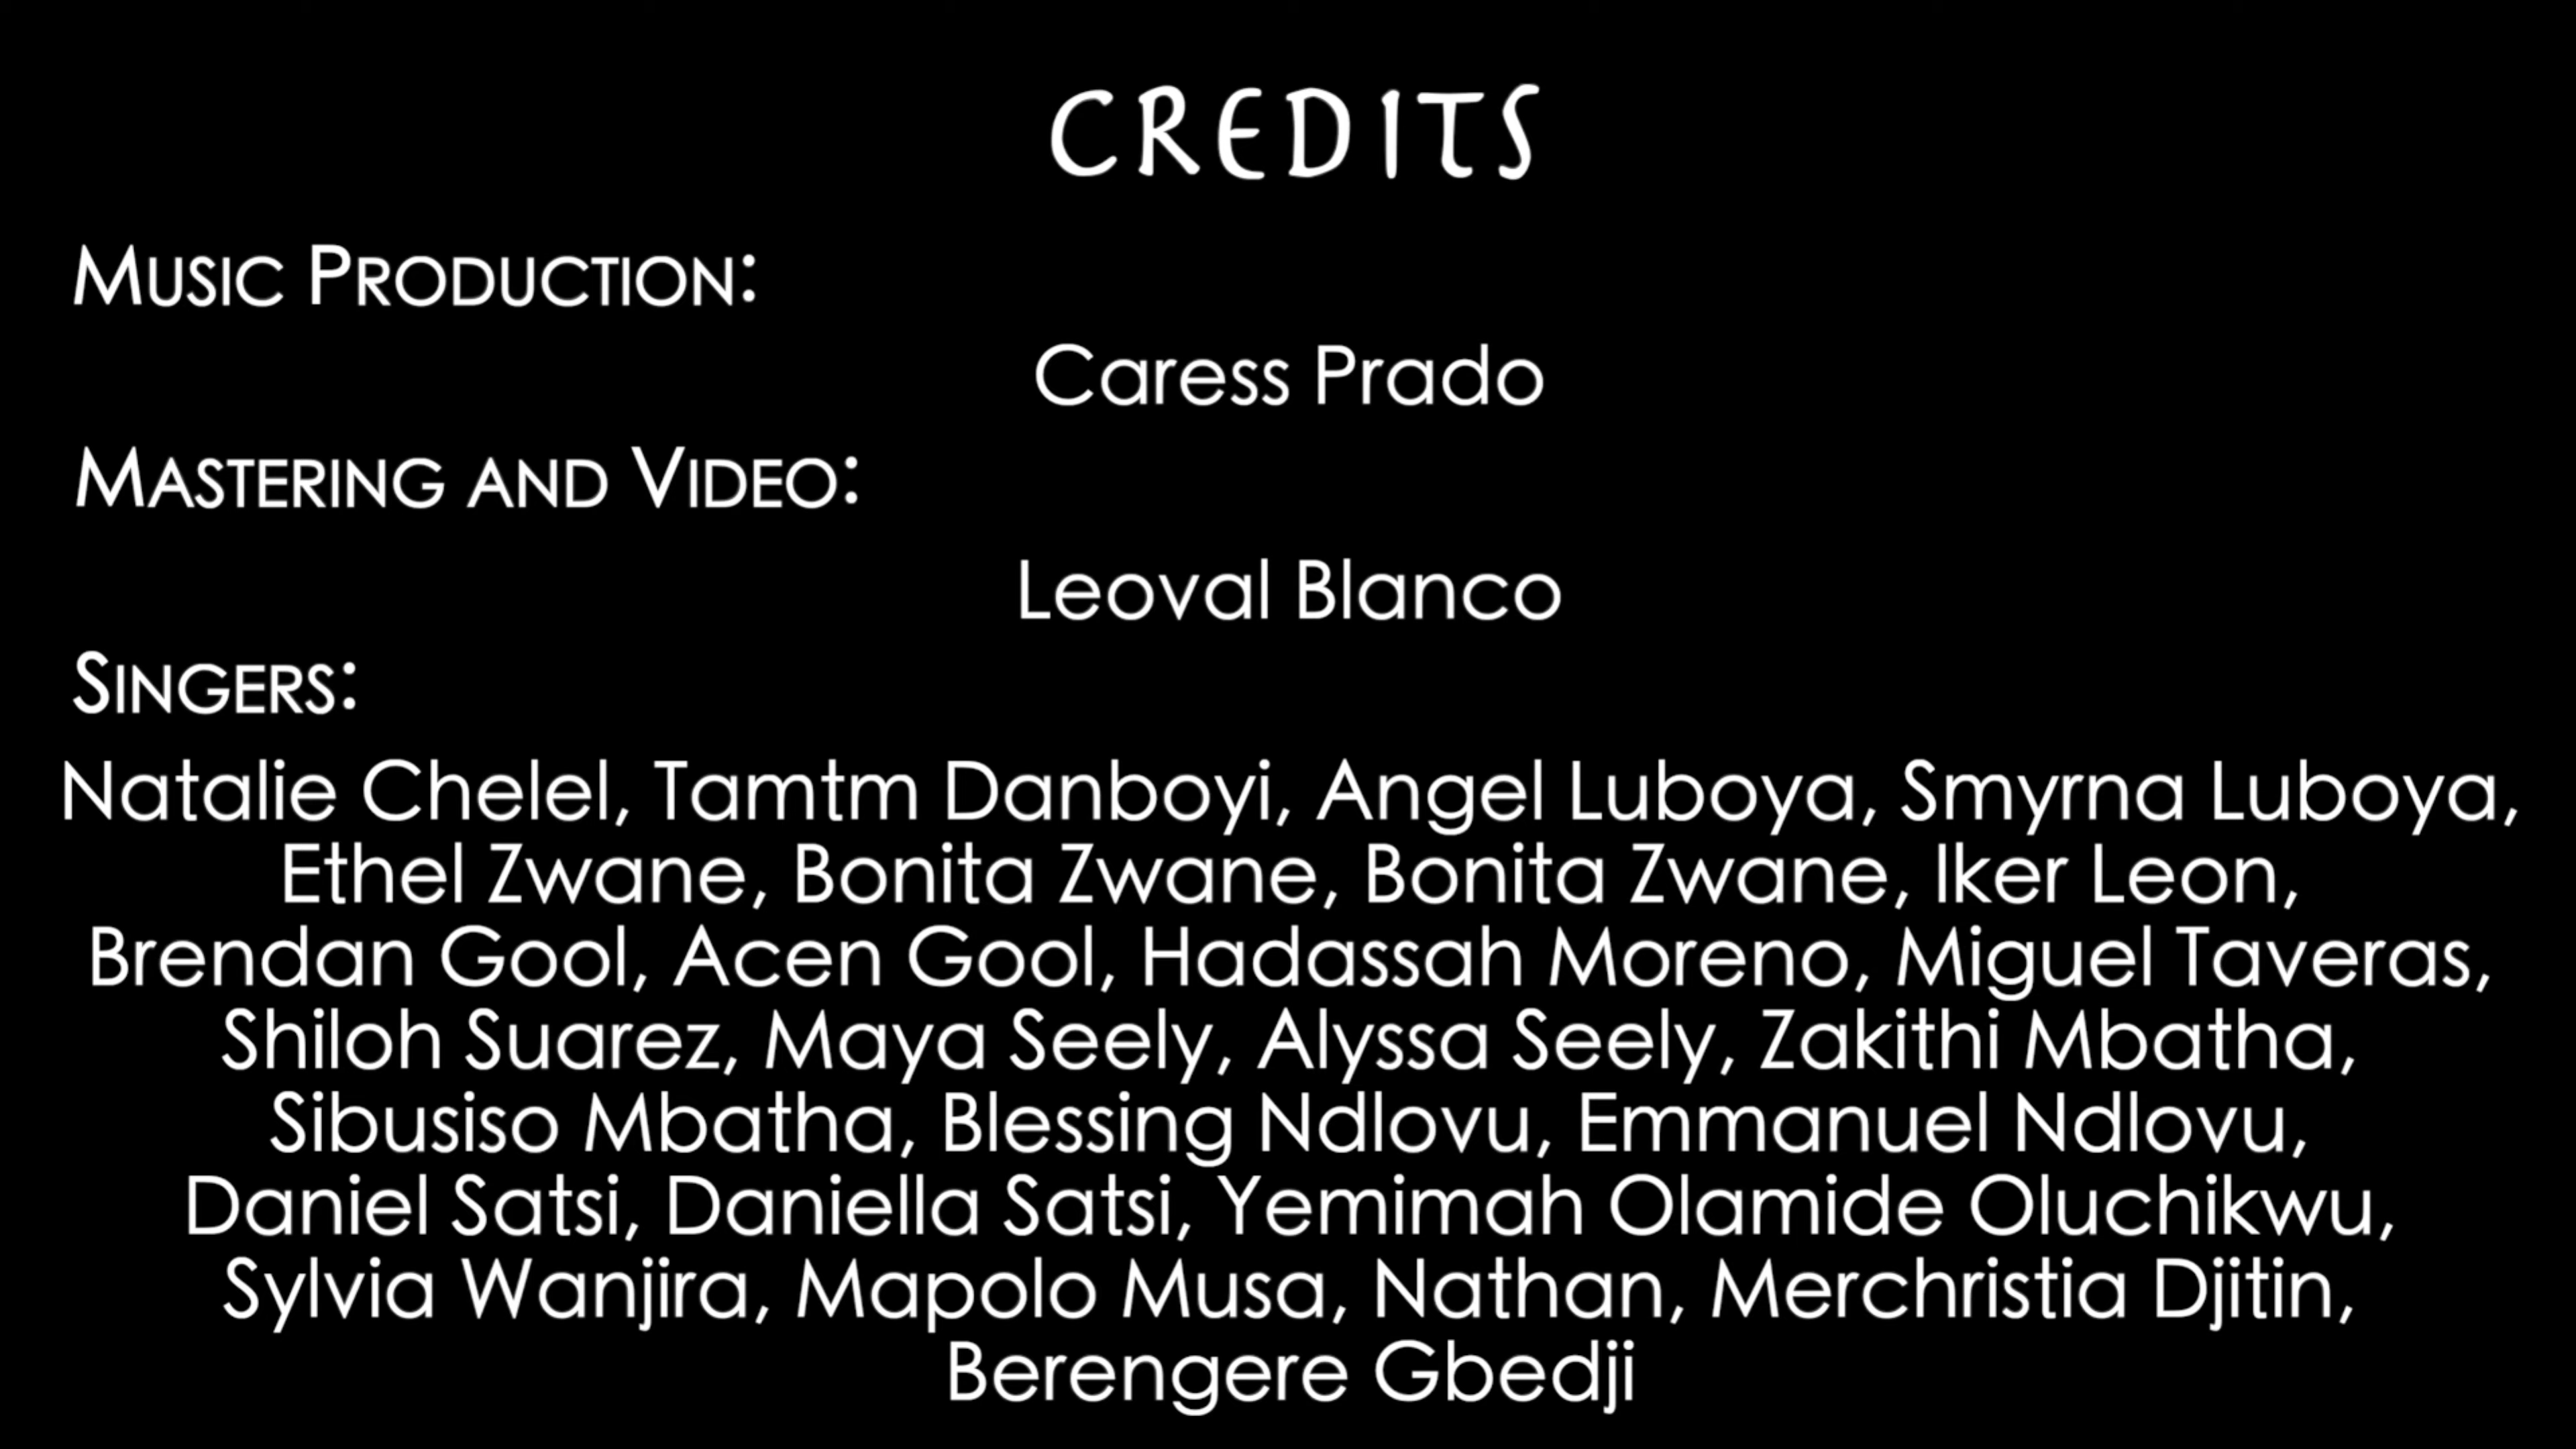 CREDITS
MUSIC PRODUCTION:
Caress Prado
MASTERING AND VIDEO:
Leoval Blanco
SINGERS:
Natalie Chelel, Tamtm Danboyi, Angel Luboya, Smyrna Luboya,
Ethel Zwane, Bonita Zwane, Bonita Zwane, Iker Leon,
Brendan Gool, Acen Gool, Hadassah Moreno, Miguel Taveras,
Shiloh Suarez, Maya Seely, Alyssa Seely, Zakithi Mbatha,
Sibusiso Mbatha, Blessing Ndlovu, Emmanuel Ndlovu,
Daniel Satsi, Daniella Satsi, Yemimah Olamide Oluchikwu,
Sylvia Wanjira, Mapolo Musa, Nathan, Merchristia Djitin,
Berengere Gbedji